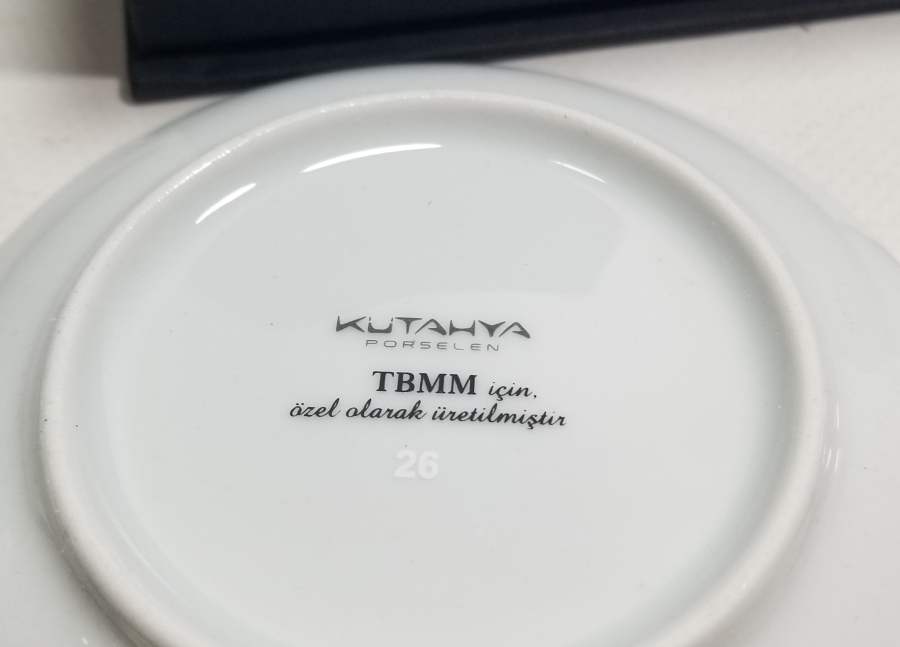 KÜTAHYA
PORSELEN
TBMM için,
özel olarak üretilmiştir
26